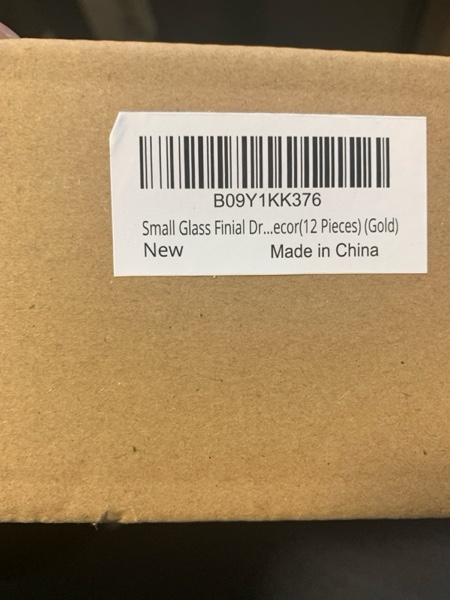 B09Y1KK376
Small Glass Finial Dr...ecor(12 Pieces) (Gold)
New Made in China